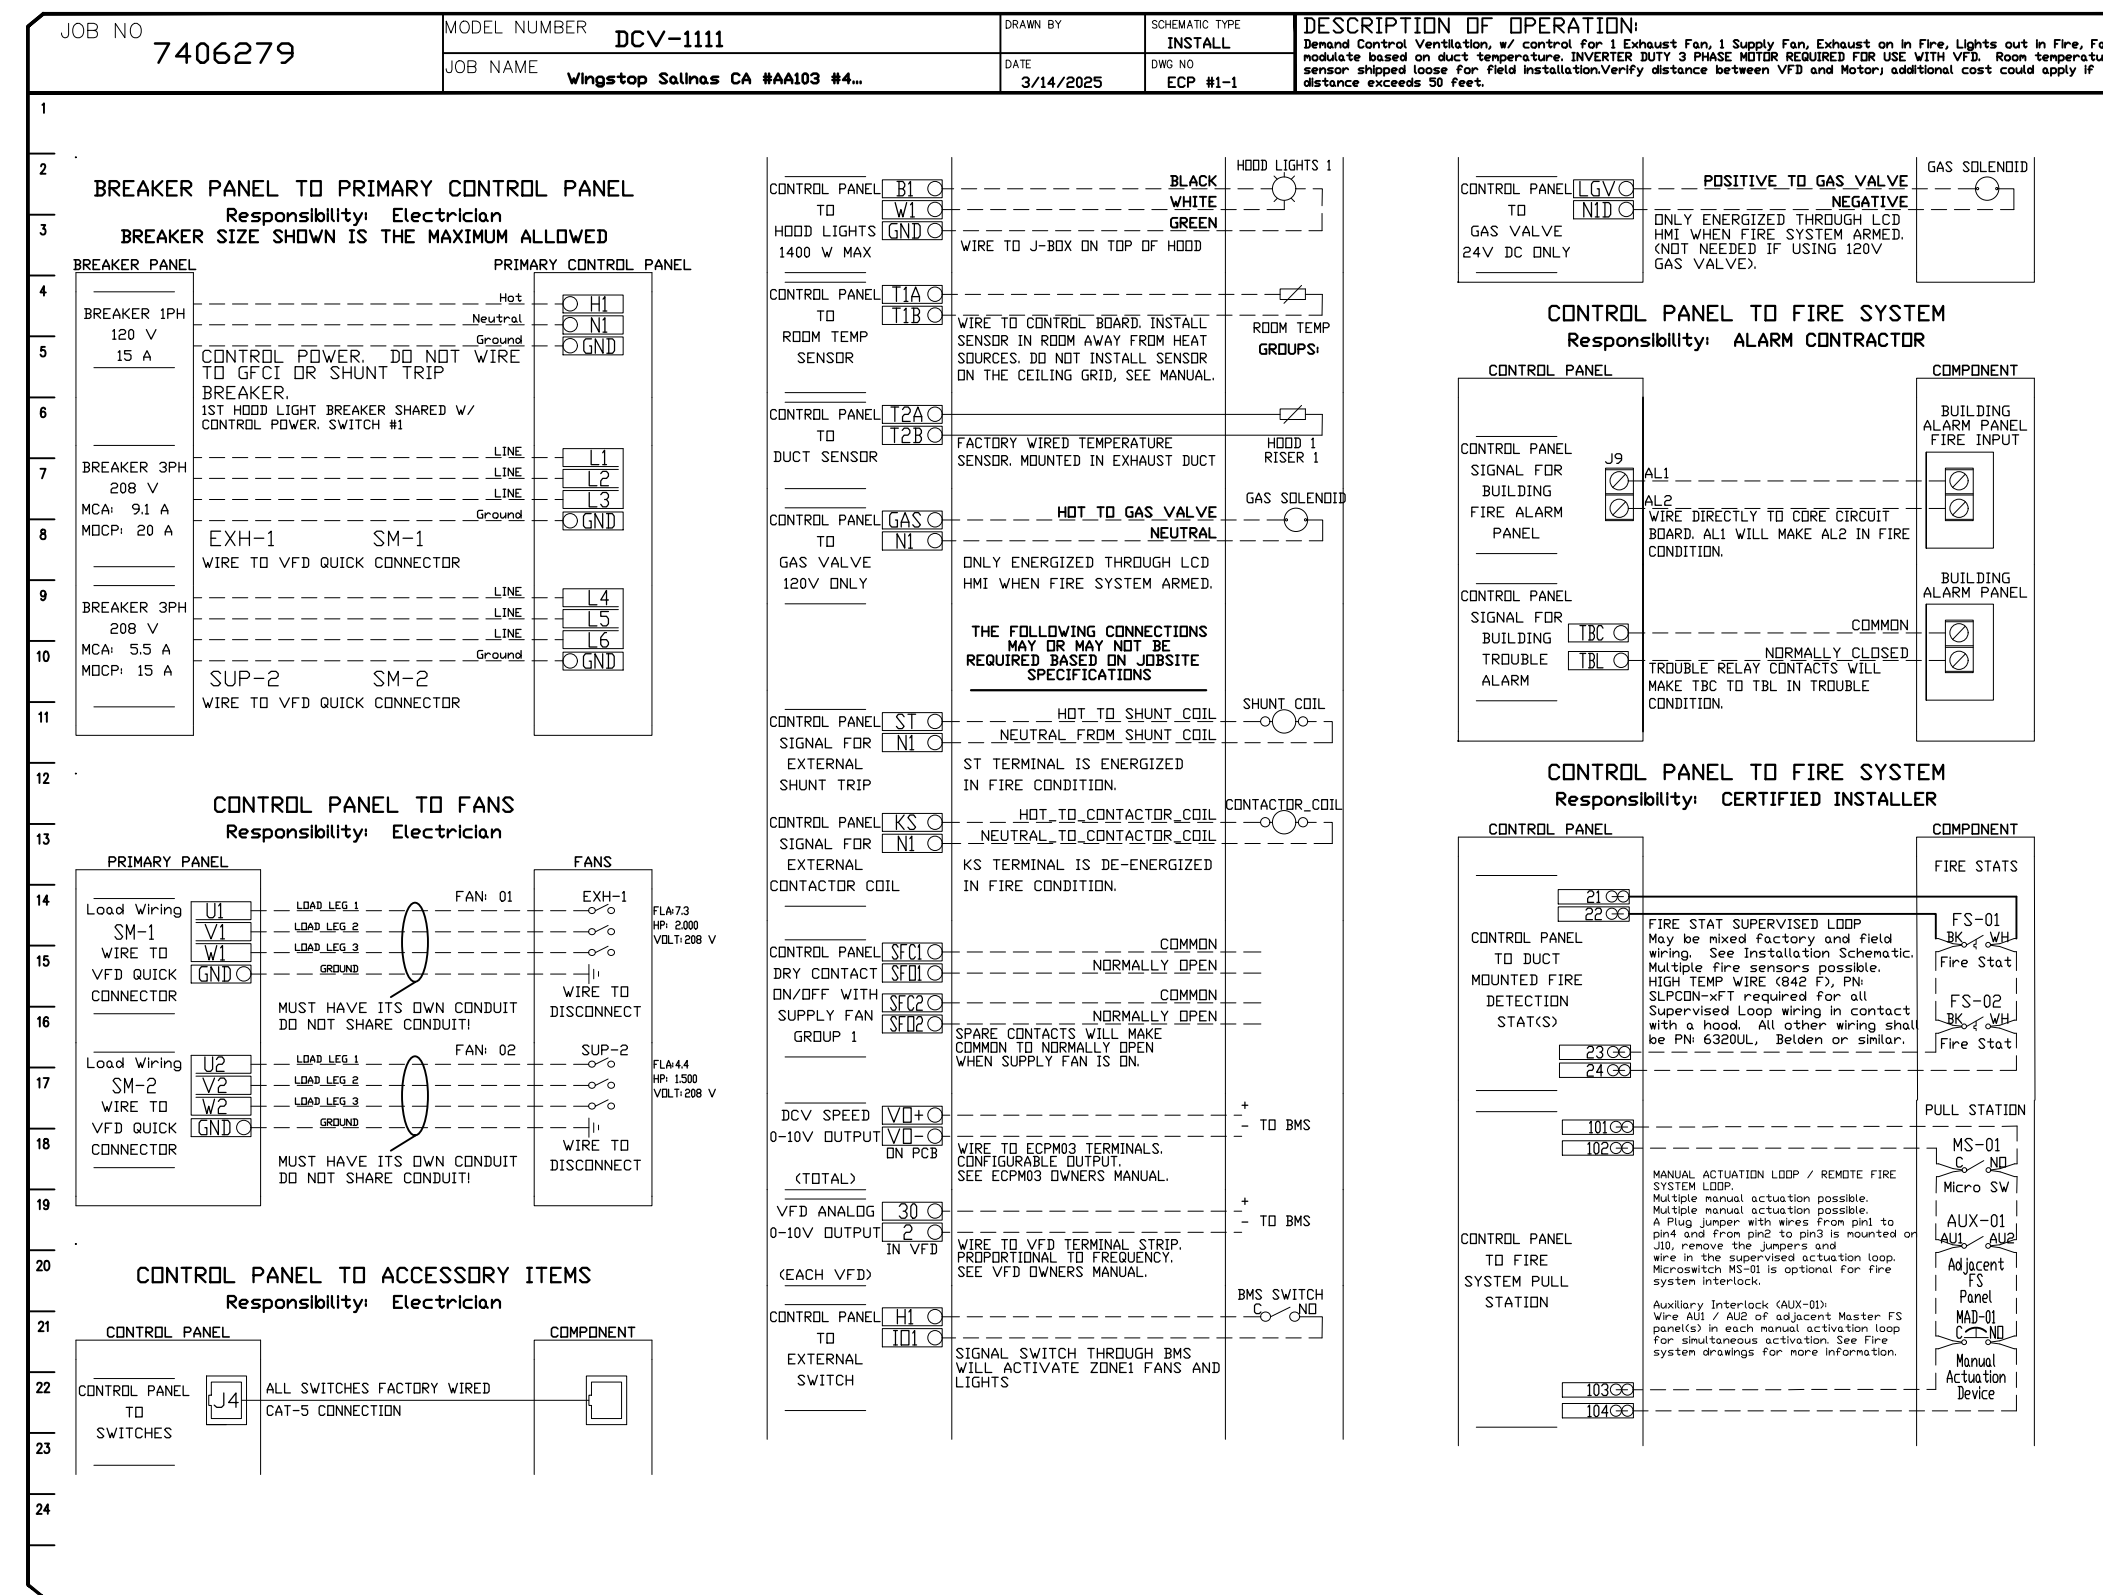 JOB NO
7406279
MODEL NUMBER
DCV-1111
JOB NAME
Wingstop Salinas CA #AA103 #4...
DRAWN BY
DATE
3/14/2025
SCHEMATIC TYPE
INSTALL
DWG NO
ECP #1-1
DESCRIPTION OF OPERATION:
Demand Control Ventilation, w/ control for 1 Exhaust Fan, 1 Supply Fan, Exhaust on in Fire, Lights out in Fire,
modulate based on duct temperature. INVERTER DUTY 3 PHASE MOTOR REQUIRED FOR USE WITH VFD. Room
sensor shipped loose for field installation.Verify distance between VFD and Motor; additional cost could apply if
distance exceeds 50 feet.
1
2
3
4
5
6
7
8
9
10
11
12
13
14
15
16
17
18
19
20
21
22
23
24
BREAKER PANEL TO PRIMARY CONTROL PANEL
Responsibility: Electrician
BREAKER SIZE SHOWN IS THE MAXIMUM ALLOWED
BREAKER PANEL
PRIMARY CONTROL PANEL
BREAKER 1PH
120 V
15 A
Hot
H1
Neutral
N1
Ground
GND
CONTROL POWER. DO NOT WIRE
TO GFCI OR SHUNT TRIP
BREAKER.
1ST HOOD LIGHT BREAKER SHARED W/
CONTROL POWER. SWITCH #1
BREAKER 3PH
208 V
MCA: 9.1 A
MOCP: 20 A
LINE
L1
LINE
L2
LINE
L3
Ground
GND
EXH-1
SM-1
WIRE TO VFD QUICK CONNECTOR
BREAKER 3PH
208 V
MCA: 5.5 A
MOCP: 15 A
LINE
L4
LINE
L5
LINE
L6
Ground
GND
SUP-2
SM-2
WIRE TO VFD QUICK CONNECTOR
CONTROL PANEL TO FANS
Responsibility: Electrician
PRIMARY PANEL
FANS
Load Wiring
SM-1
WIRE TO
VFD QUICK
CONNECTOR
U1
V1
W1
GND
LOAD LEG 1
LOAD LEG 2
LOAD LEG 3
GROUND
FAN: 01
EXH-1
FLA:7.3
HP: 2.000
VOLT:208 V
WIRE TO
DISCONNECT
MUST HAVE ITS OWN CONDUIT
DO NOT SHARE CONDUIT!
Load Wiring
SM-2
WIRE TO
VFD QUICK
CONNECTOR
U2
V2
W2
GND
LOAD LEG 1
LOAD LEG 2
LOAD LEG 3
GROUND
FAN: 02
SUP-2
FLA:4.4
HP: 1.500
VOLT:208 V
WIRE TO
DISCONNECT
MUST HAVE ITS OWN CONDUIT
DO NOT SHARE CONDUIT!
CONTROL PANEL TO ACCESSORY ITEMS
Responsibility: Electrician
CONTROL PANEL
COMPONENT
CONTROL PANEL
TO
SWITCHES
J4
ALL SWITCHES FACTORY WIRED
CAT-5 CONNECTION
CONTROL PANEL
TO
HOOD LIGHTS
1400 W MAX
B1
W1
GND
BLACK
WHITE
GREEN
HOOD LIGHTS 1
WIRE TO J-BOX ON TOP OF HOOD
CONTROL PANEL
TO
ROOM TEMP
SENSOR
T1A
T1B
WIRE TO CONTROL BOARD. INSTALL
SENSOR IN ROOM AWAY FROM HEAT
SOURCES. DO NOT INSTALL SENSOR
ON THE CEILING GRID, SEE MANUAL.
ROOM TEMP
GROUPS:
CONTROL PANEL
TO
DUCT SENSOR
T2A
T2B
FACTORY WIRED TEMPERATURE
SENSOR. MOUNTED IN EXHAUST DUCT
HOOD 1
RISER 1
CONTROL PANEL
TO
GAS VALVE
120V ONLY
GAS
N1
HOT TO GAS VALVE
NEUTRAL
GAS SOLENOID
ONLY ENERGIZED THROUGH LCD
HMI WHEN FIRE SYSTEM ARMED.
THE FOLLOWING CONNECTIONS
MAY OR MAY NOT BE
REQUIRED BASED ON JOBSITE
SPECIFICATIONS
CONTROL PANEL
SIGNAL FOR
EXTERNAL
SHUNT TRIP
ST
N1
HOT TO SHUNT COIL
NEUTRAL FROM SHUNT COIL
SHUNT COIL
ST TERMINAL IS ENERGIZED
IN FIRE CONDITION.
CONTROL PANEL
SIGNAL FOR
EXTERNAL
CONTACTOR COIL
KS
N1
HOT TO CONTACTOR COIL
NEUTRAL TO CONTACTOR COIL
CONTACTOR COIL
KS TERMINAL IS DE-ENERGIZED
IN FIRE CONDITION.
CONTROL PANEL
DRY CONTACT
ON/OFF WITH
SUPPLY FAN
GROUP 1
SFC1
SFO1
SFC2
SFO2
COMMON
NORMALLY OPEN
COMMON
NORMALLY OPEN
SPARE CONTACTS WILL MAKE
COMMON TO NORMALLY OPEN
WHEN SUPPLY FAN IS ON.
DCV SPEED
0-10V OUTPUT
(TOTAL)
VO+
VO-
ON PCB
+
- TO BMS
WIRE TO ECPM03 TERMINALS.
CONFIGURABLE OUTPUT.
SEE ECPM03 OWNERS MANUAL.
VFD ANALOG
0-10V OUTPUT
(EACH VFD)
30
2
IN VFD
+
- TO BMS
WIRE TO VFD TERMINAL STRIP.
PROPORTIONAL TO FREQUENCY.
SEE VFD OWNERS MANUAL.
CONTROL PANEL
TO
EXTERNAL
SWITCH
H1
IO1
BMS SWITCH
C
NO
SIGNAL SWITCH THROUGH BMS
WILL ACTIVATE ZONE1 FANS AND
LIGHTS
CONTROL PANEL
TO
GAS VALVE
24V DC ONLY
LGV
N1D
POSITIVE TO GAS VALVE
NEGATIVE
GAS SOLENOID
ONLY ENERGIZED THROUGH LCD
HMI WHEN FIRE SYSTEM ARMED.
(NOT NEEDED IF USING 120V
GAS VALVE).
CONTROL PANEL TO FIRE SYSTEM
Responsibility: ALARM CONTRACTOR
CONTROL PANEL
COMPONENT
CONTROL PANEL
SIGNAL FOR
BUILDING
FIRE ALARM
PANEL
J9
AL1
AL2
WIRE DIRECTLY TO CORE CIRCUIT
BOARD. AL1 WILL MAKE AL2 IN FIRE
CONDITION.
BUILDING
ALARM PANEL
FIRE INPUT
CONTROL PANEL
SIGNAL FOR
BUILDING
TROUBLE
ALARM
TBC
TBL
COMMON
NORMALLY CLOSED
TROUBLE RELAY CONTACTS WILL
MAKE TBC TO TBL IN TROUBLE
CONDITION.
BUILDING
ALARM PANEL
CONTROL PANEL TO FIRE SYSTEM
Responsibility: CERTIFIED INSTALLER
CONTROL PANEL
COMPONENT
CONTROL PANEL
TO DUCT
MOUNTED FIRE
DETECTION
STAT(S)
21
22
23
24
FIRE STAT SUPERVISED LOOP
May be mixed factory and field
wiring. See Installation Schematic.
Multiple fire sensors possible.
HIGH TEMP WIRE (842 F), PN:
SLPCON-xFT required for all
Supervised Loop wiring in contact
with a hood. All other wiring shall
be PN: 6320UL, Belden or similar.
FIRE STATS
FS-01
BK
WH
Fire Stat
FS-02
BK
WH
Fire Stat
CONTROL PANEL
TO FIRE
SYSTEM PULL
STATION
101
102
103
104
MANUAL ACTUATION LOOP / REMOTE FIRE
SYSTEM LOOP.
Multiple manual actuation possible.
Multiple manual actuation possible.
A Plug jumper with wires from pin1 to
pin4 and from pin2 to pin3 is mounted on
J10, remove the jumpers and
wire in the supervised actuation loop.
Microswitch MS-01 is optional for fire
system interlock.
Auxiliary Interlock (AUX-01):
Wire AU1 / AU2 of adjacent Master FS
panel(s) in each manual activation loop
for simultaneous activation. See Fire
system drawings for more information.
PULL STATION
MS-01
C
NO
Micro SW
AUX-01
AU1
AU2
Adjacent
FS
Panel
MAD-01
C
NO
Manual
Actuation
Device